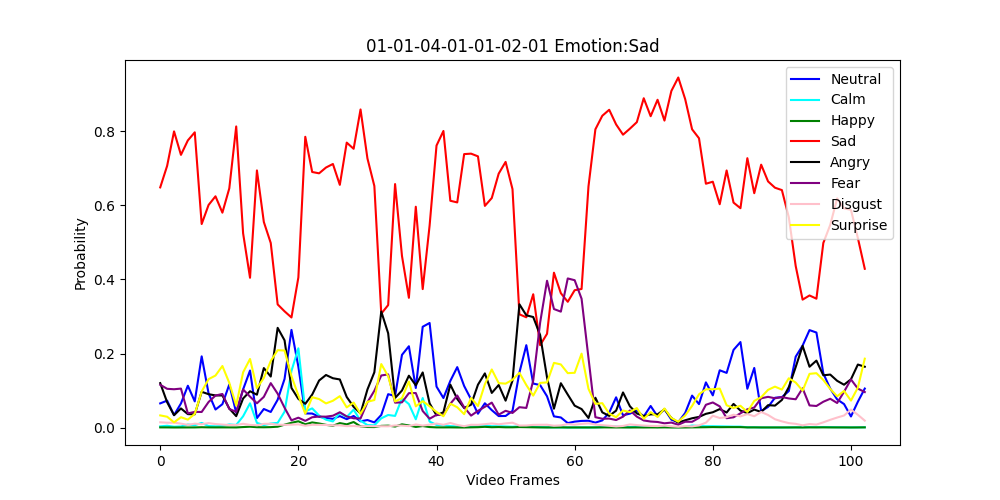 01-01-04-01-01-02-01 Emotion:Sad
Neutral
Calm
Happy
Sad
Angry
Fear
Disgust
Surprise
Probability
0.8
0.6
0.4
0.2
0.0
0 20 40 60 80 100
Video Frames